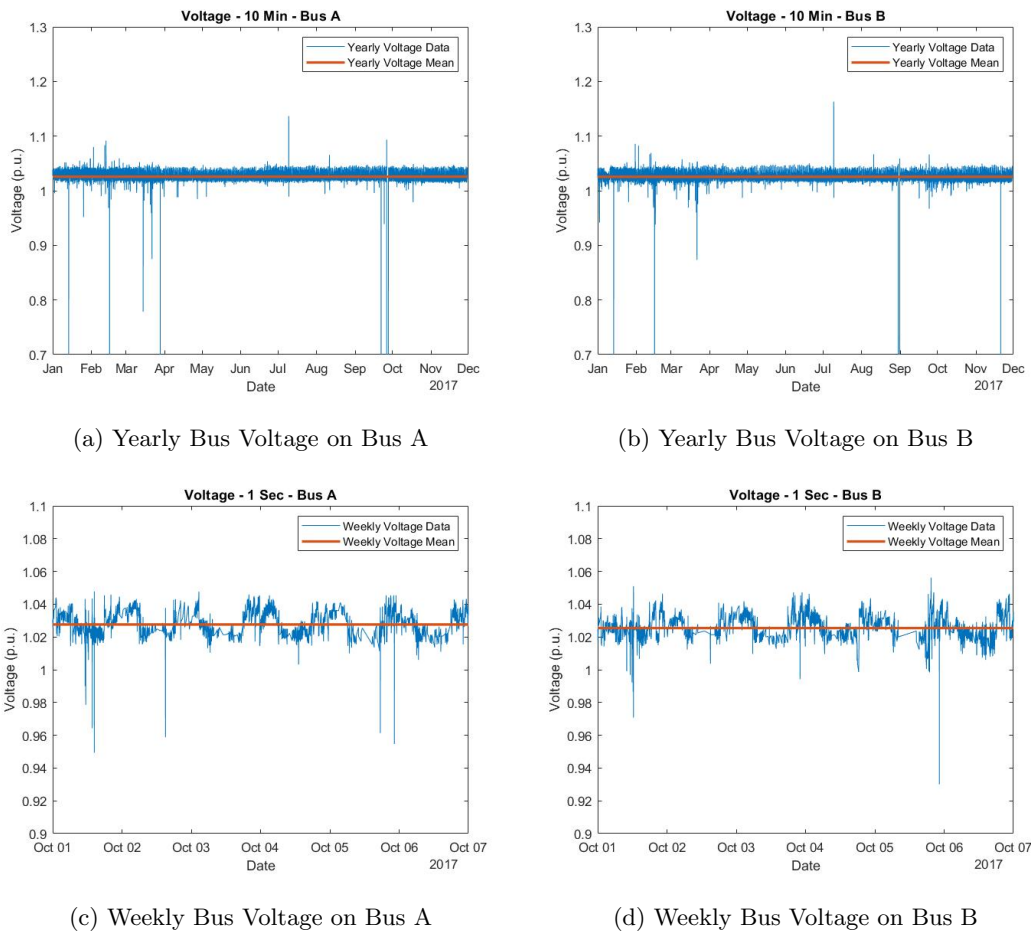 Voltage - 10 Min - Bus A
Voltage (p.u.)
1.3
1.2
1.1
1
0.9
0.8
0.7
Yearly Voltage Data
Yearly Voltage Mean
Jan Feb Mar Apr May Jun Jul Aug Sep Oct Nov Dec
Date
2017
(a) Yearly Bus Voltage on Bus A
Voltage - 10 Min - Bus B
Voltage (p.u.)
1.3
1.2
1.1
1
0.9
0.8
0.7
Yearly Voltage Data
Yearly Voltage Mean
Jan Feb Mar Apr May Jun Jul Aug Sep Oct Nov Dec
Date
2017
(b) Yearly Bus Voltage on Bus B
Voltage - 1 Sec - Bus A
Voltage (p.u.)
1.1
1.08
1.06
1.04
1.02
1
0.98
0.96
0.94
0.92
0.9
Weekly Voltage Data
Weekly Voltage Mean
Oct 01 Oct 02 Oct 03 Oct 04 Oct 05 Oct 06 Oct 07
Date
2017
(c) Weekly Bus Voltage on Bus A
Voltage - 1 Sec - Bus B
Voltage (p.u.)
1.1
1.08
1.06
1.04
1.02
1
0.98
0.96
0.94
0.92
0.9
Weekly Voltage Data
Weekly Voltage Mean
Oct 01 Oct 02 Oct 03 Oct 04 Oct 05 Oct 06 Oct 07
Date
2017
(d) Weekly Bus Voltage on Bus B